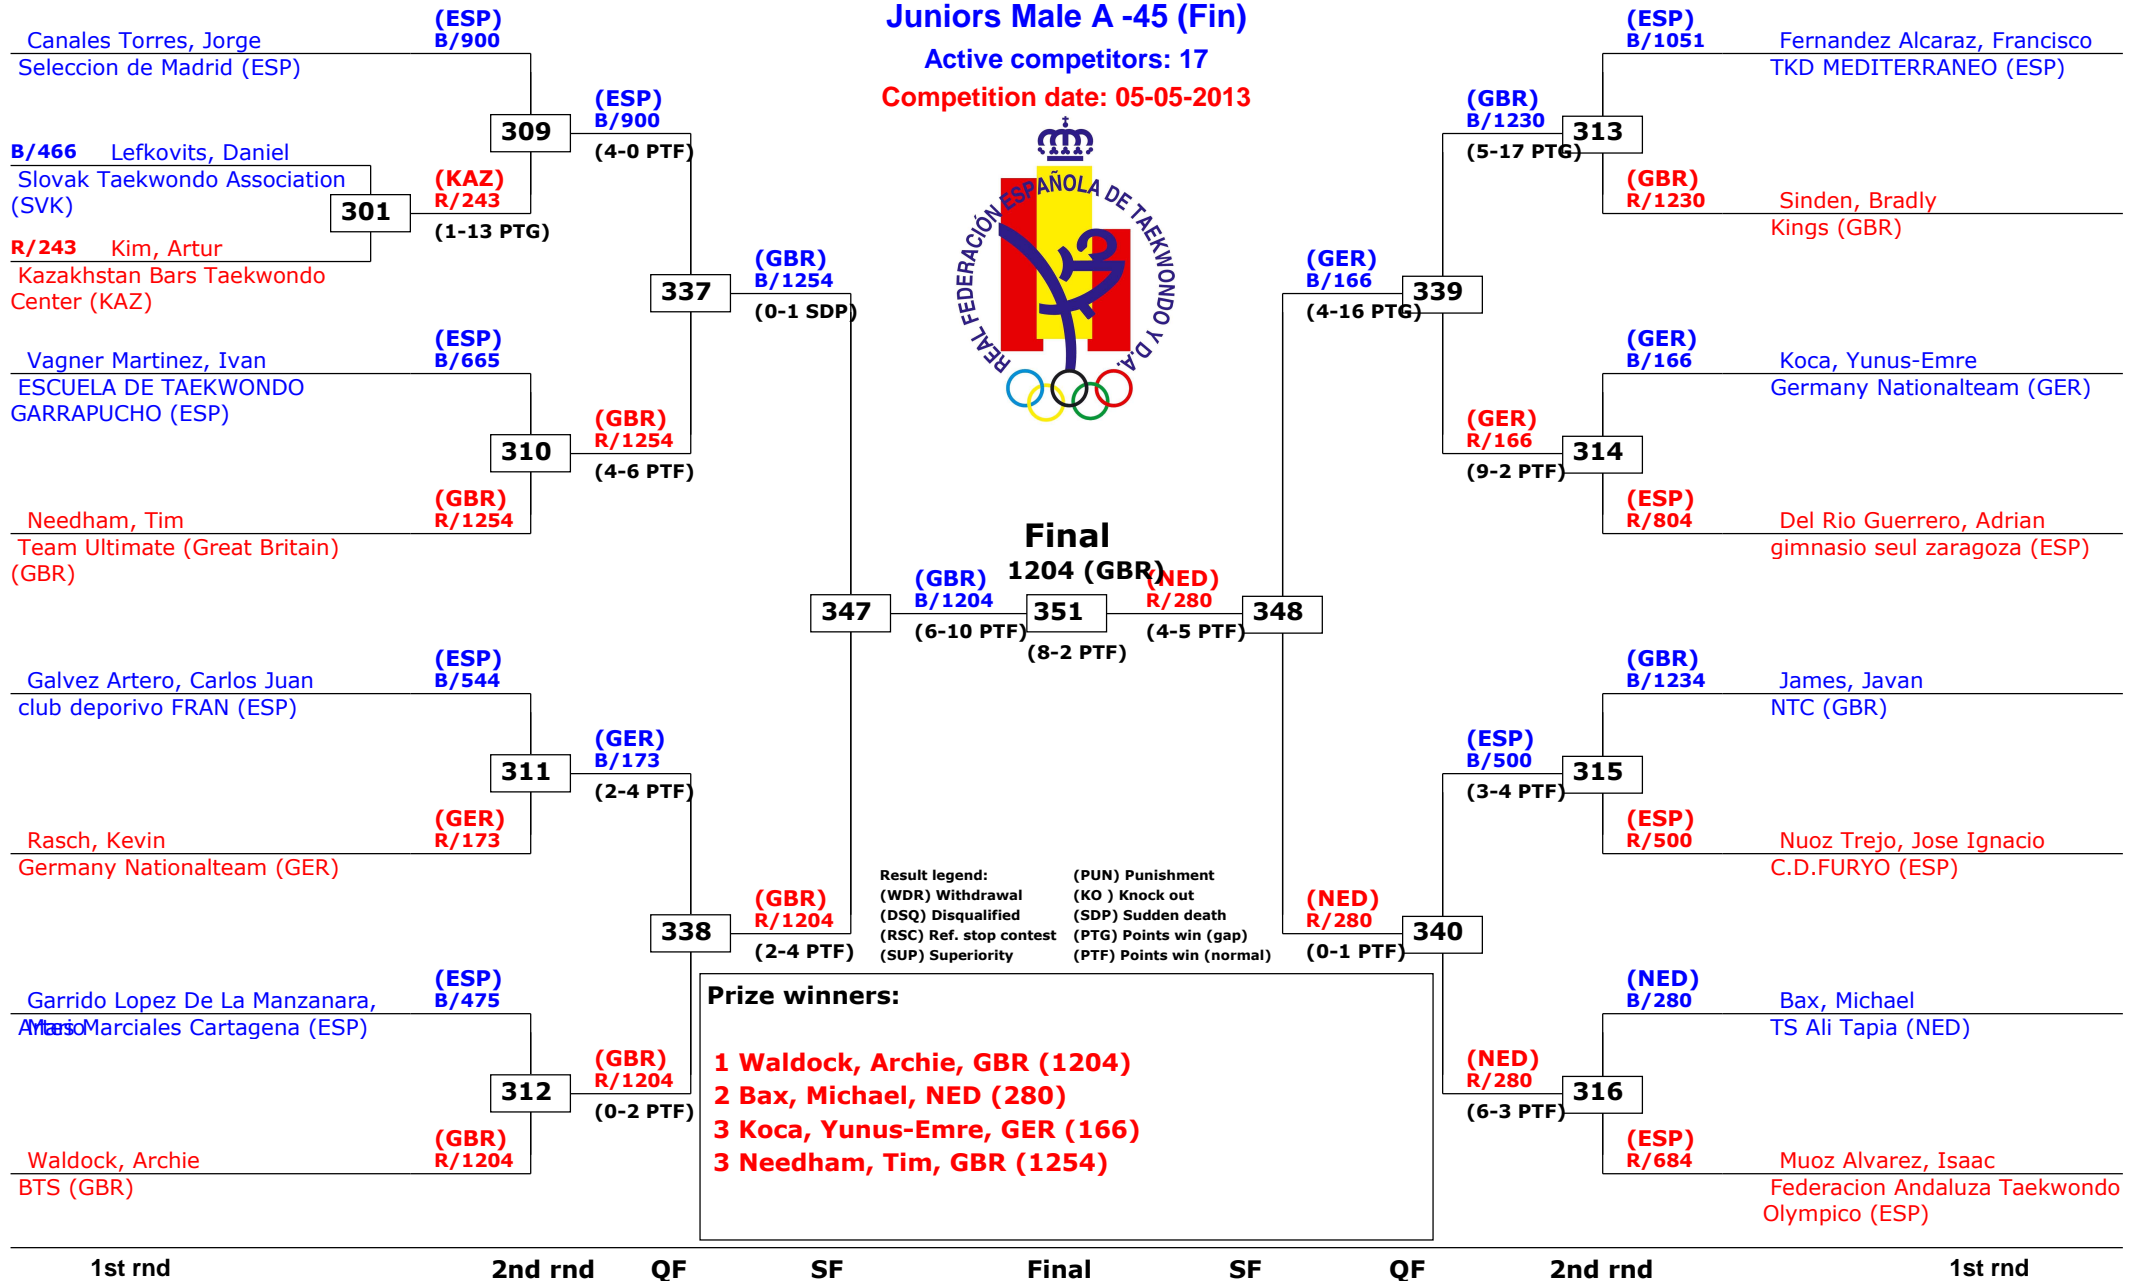 Juniors Male A -45 (Fin)
Active competitors: 17
Competition date: 05-05-2013
REAL FEDERACIÓN ESPAÑOLA DE TAEKWONDO Y D.A.
Canales Torres, Jorge
Seleccion de Madrid (ESP)
(ESP)
B/900
B/466 Lefkovits, Daniel
Slovak Taekwondo Association
(SVK)
R/243 Kim, Artur
Kazakhstan Bars Taekwondo
Center (KAZ)
301
(KAZ)
R/243
(1-13 PTG)
309
(ESP)
B/900
(4-0 PTF)
Vagner Martinez, Ivan
ESCUELA DE TAEKWONDO
GARRAPUCHO (ESP)
(ESP)
B/665
Needham, Tim
Team Ultimate (Great Britain)
(GBR)
(GBR)
R/1254
310
(GBR)
R/1254
(4-6 PTF)
337
(GBR)
B/1254
(0-1 SDP)
Galvez Artero, Carlos Juan
club deporivo FRAN (ESP)
(ESP)
B/544
Rasch, Kevin
Germany Nationalteam (GER)
(GER)
R/173
311
(GER)
B/173
(2-4 PTF)
Garrido Lopez De La Manzanara,
Mario
Artes Marciales Cartagena (ESP)
(ESP)
B/475
Waldock, Archie
BTS (GBR)
(GBR)
R/1204
312
(GBR)
R/1204
(0-2 PTF)
338
(GBR)
R/1204
(2-4 PTF)
347
(GBR)
B/1204
(6-10 PTF)
Final
1204 (GBR)
351
(8-2 PTF)
(NED)
R/280
(4-5 PTF)
348
Fernandez Alcaraz, Francisco
TKD MEDITERRANEO (ESP)
(ESP)
B/1051
Sinden, Bradly
Kings (GBR)
(GBR)
R/1230
313
(GBR)
B/1230
(5-17 PTG)
Koca, Yunus-Emre
Germany Nationalteam (GER)
(GER)
B/166
Del Rio Guerrero, Adrian
gimnasio seul zaragoza (ESP)
(ESP)
R/804
314
(GER)
R/166
(9-2 PTF)
339
(GER)
B/166
(4-16 PTG)
James, Javan
NTC (GBR)
(GBR)
B/1234
Nuoz Trejo, Jose Ignacio
C.D.FURYO (ESP)
(ESP)
R/500
315
(ESP)
B/500
(3-4 PTF)
Bax, Michael
TS Ali Tapia (NED)
(NED)
B/280
Muoz Alvarez, Isaac
Federacion Andaluza Taekwondo
Olympico (ESP)
(ESP)
R/684
316
(NED)
R/280
(6-3 PTF)
340
(NED)
R/280
(0-1 PTF)
Result legend: (PUN) Punishment
(WDR) Withdrawal (KO ) Knock out
(DSQ) Disqualified (SDP) Sudden death
(RSC) Ref. stop contest (PTG) Points win (gap)
(SUP) Superiority (PTF) Points win (normal)
Prize winners:
1 Waldock, Archie, GBR (1204)
2 Bax, Michael, NED (280)
3 Koca, Yunus-Emre, GER (166)
3 Needham, Tim, GBR (1254)
1st rnd 2nd rnd QF SF Final SF QF 2nd rnd 1st rnd